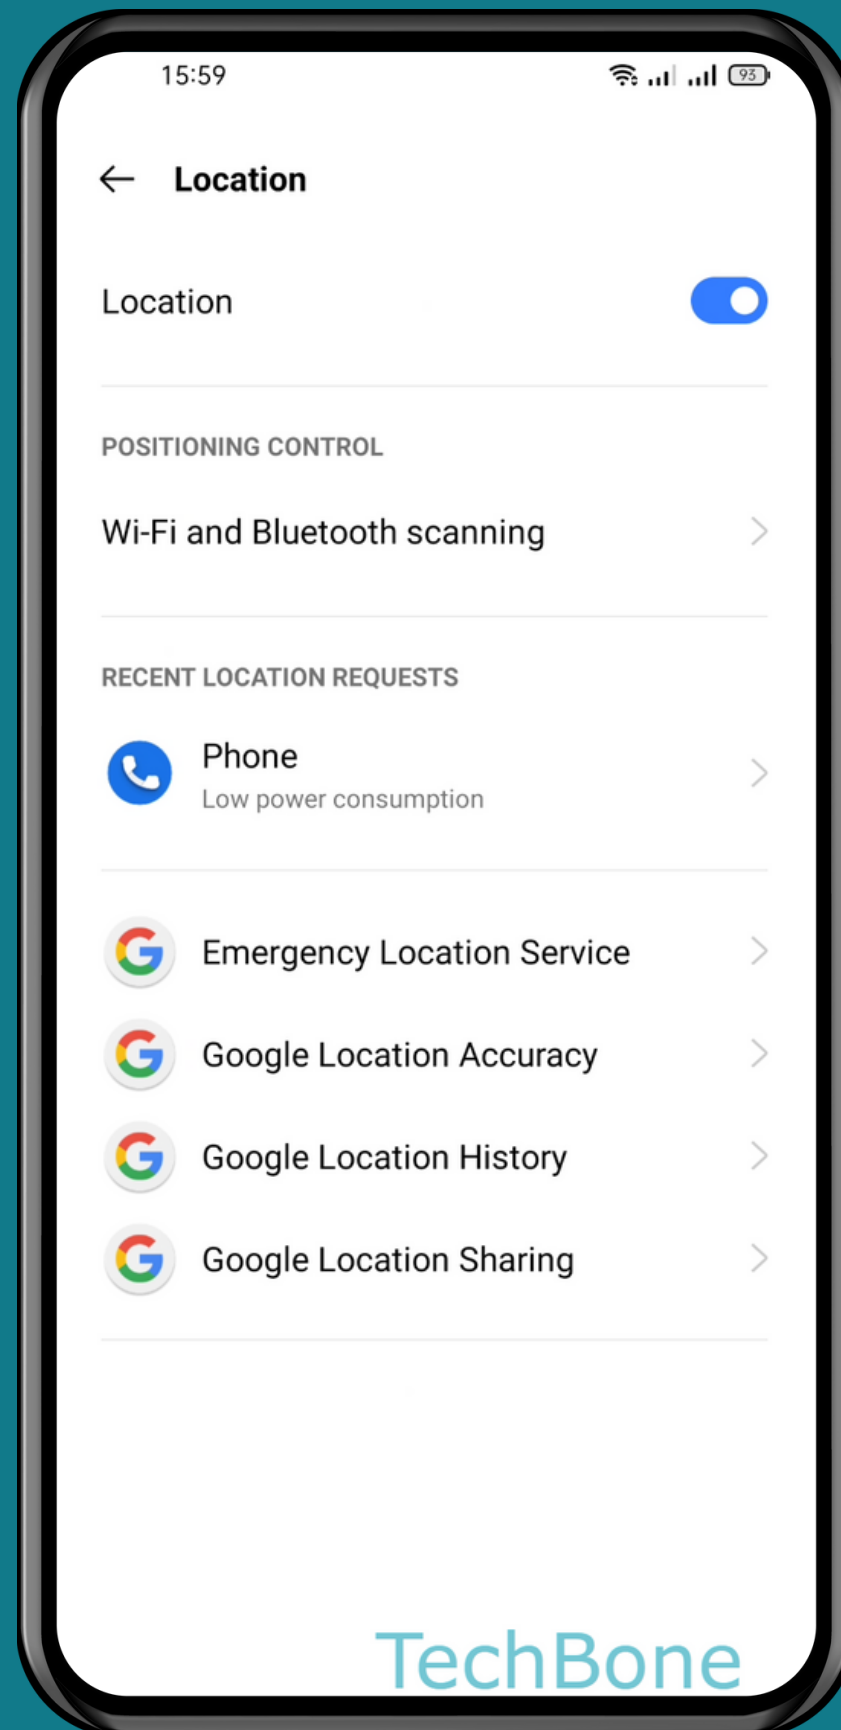 15:59
93
Location
Location
POSITIONING CONTROL
Wi-Fi and Bluetooth scanning
RECENT LOCATION REQUESTS
Phone
Low power consumption
Emergency Location Service
Google Location Accuracy
Google Location History
Google Location Sharing
TechBone